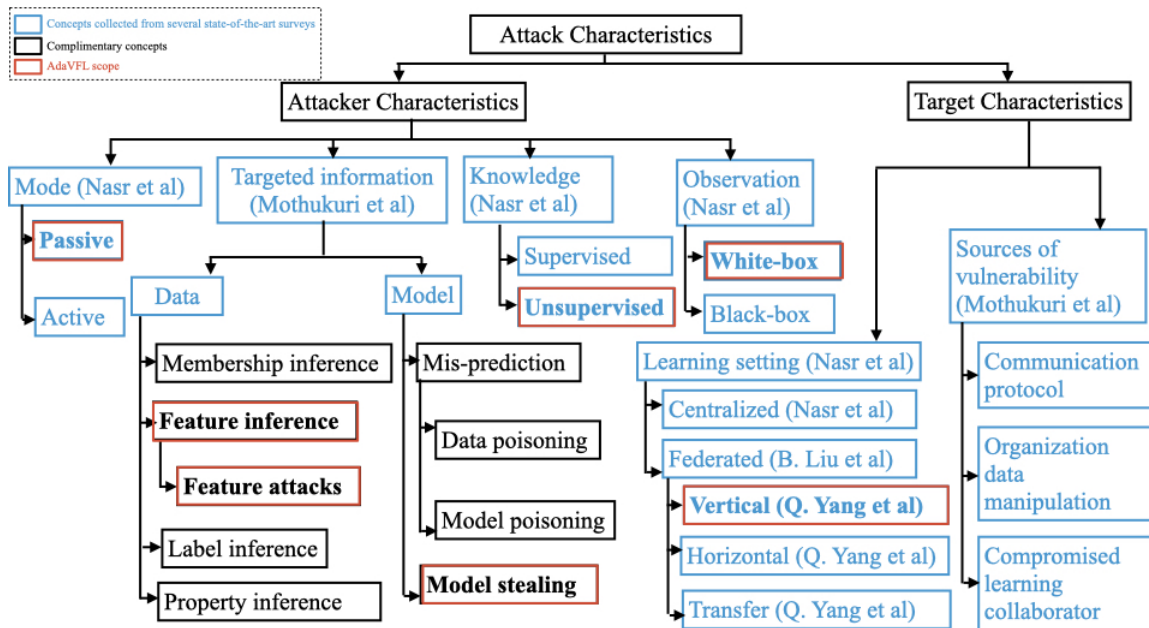 Concepts collected from several state-of-the-art surveys
Complimentary concepts
AdaVFL scope
Attack Characteristics
Attacker Characteristics
Target Characteristics
Mode (Nasr et al)
Passive
Active
Targeted information
(Mothukuri et al)
Data
Membership inference
Feature inference
Feature attacks
Label inference
Property inference
Model
Mis-prediction
Data poisoning
Model poisoning
Model stealing
Knowledge
(Nasr et al)
Supervised
Unsupervised
Observation
(Nasr et al)
White-box
Black-box
Learning setting (Nasr et al)
Centralized (Nasr et al)
Federated (B. Liu et al)
Vertical (Q. Yang et al)
Horizontal (Q. Yang et al)
Transfer (Q. Yang et al)
Sources of
vulnerability
(Mothukuri et al)
Communication
protocol
Organization
data
manipulation
Compromised
learning
collaborator